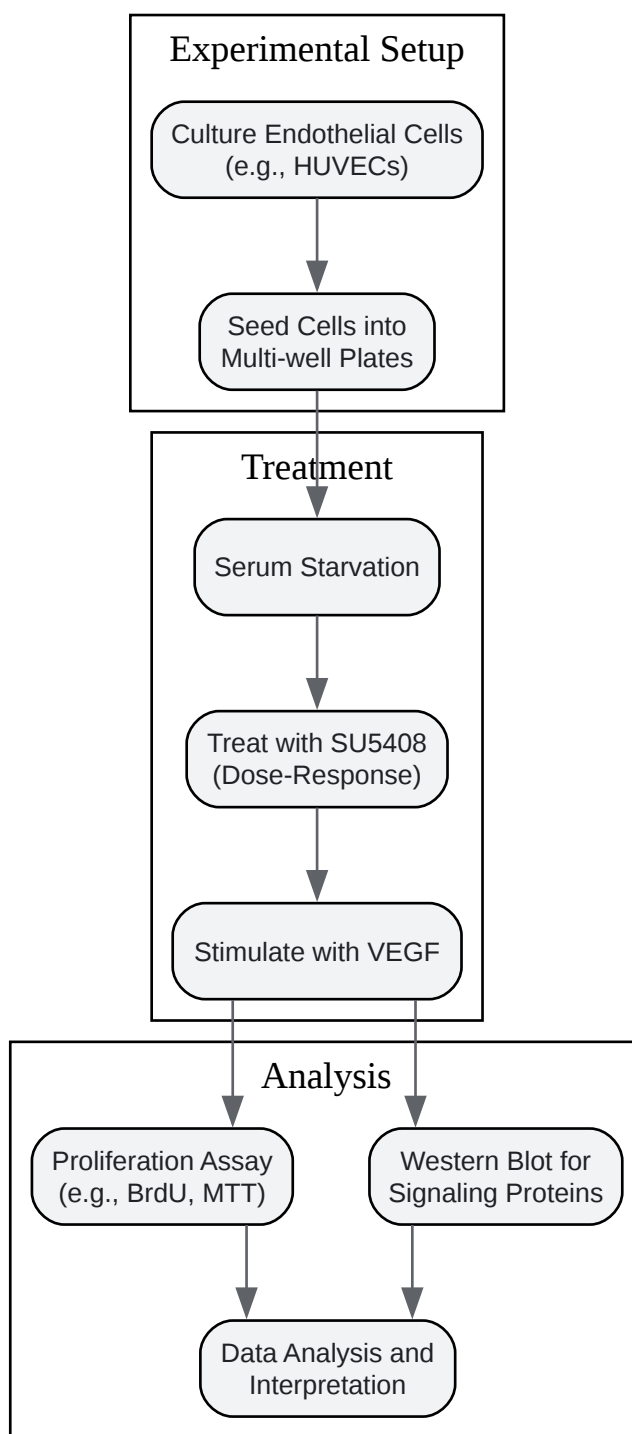 Experimental Setup
Culture Endothelial Cells
(e.g., HUVECs)
Seed Cells into
Multi-well Plates
Treatment
Serum Starvation
Treat with SU5408
(Dose-Response)
Stimulate with VEGF
Analysis
Proliferation Assay
(e.g., BrdU, MTT)
Western Blot for
Signaling Proteins
Data Analysis and
Interpretation